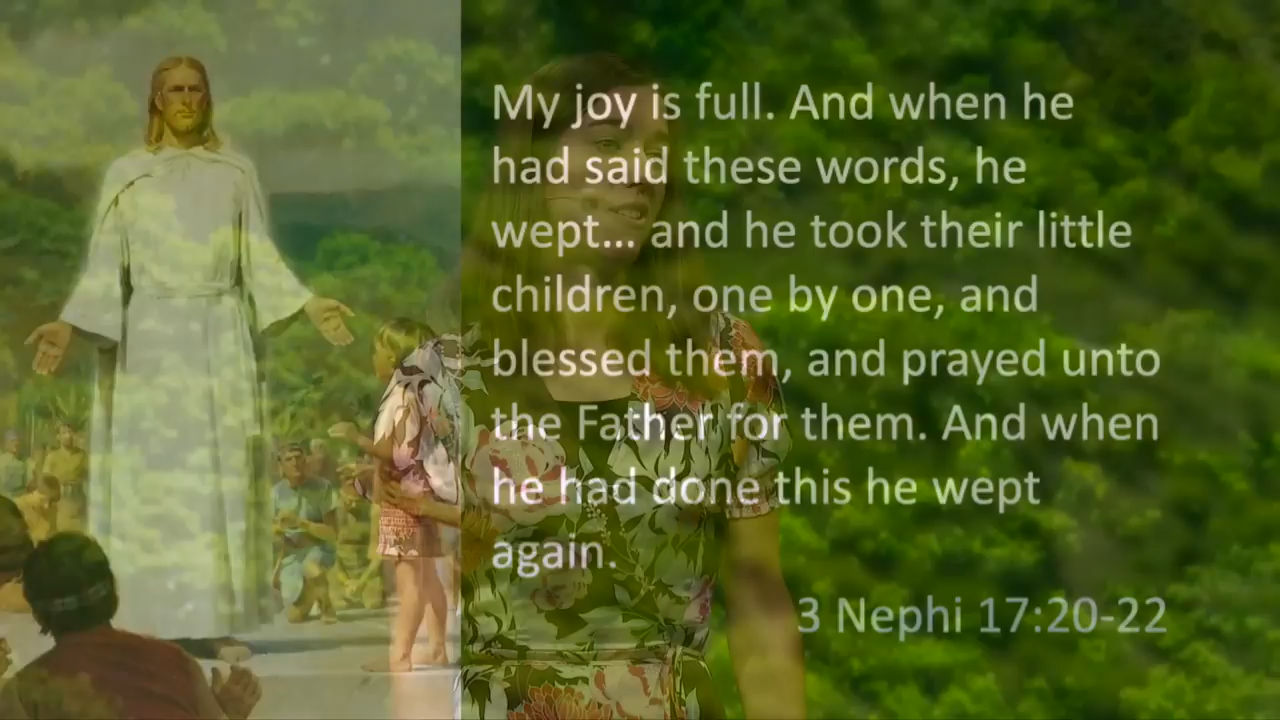 My joy is full. And when he
had said these words, he
wept... and he took their little
children, one by one, and
blessed them, and prayed unto
the Father for them. And when
he had done this he wept
again.
3 Nephi 17:20-22